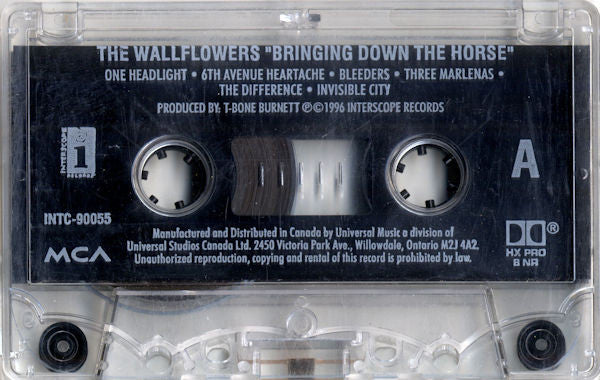 THE WALLFLOWERS "BRINGING DOWN THE HORSE"
ONE HEADLIGHT • 6TH AVENUE HEARTACHE • BLEEDERS • THREE MARLENAS •
THE DIFFERENCE • INVISIBLE CITY
PRODUCED BY: T-BONE BURNETT ℗©1996 INTERSCOPE RECORDS
INTERSCOPE
i
RECORDS
A
INTC-90055
Manufactured and Distributed in Canada by Universal Music a division of
Universal Studios Canada Ltd. 2450 Victoria Park Ave., Willowdale, Ontario M2J 4A2.
Unauthorized reproduction, copying and rental of this record is prohibited by law.
MCA
®
HX PRO
B NR